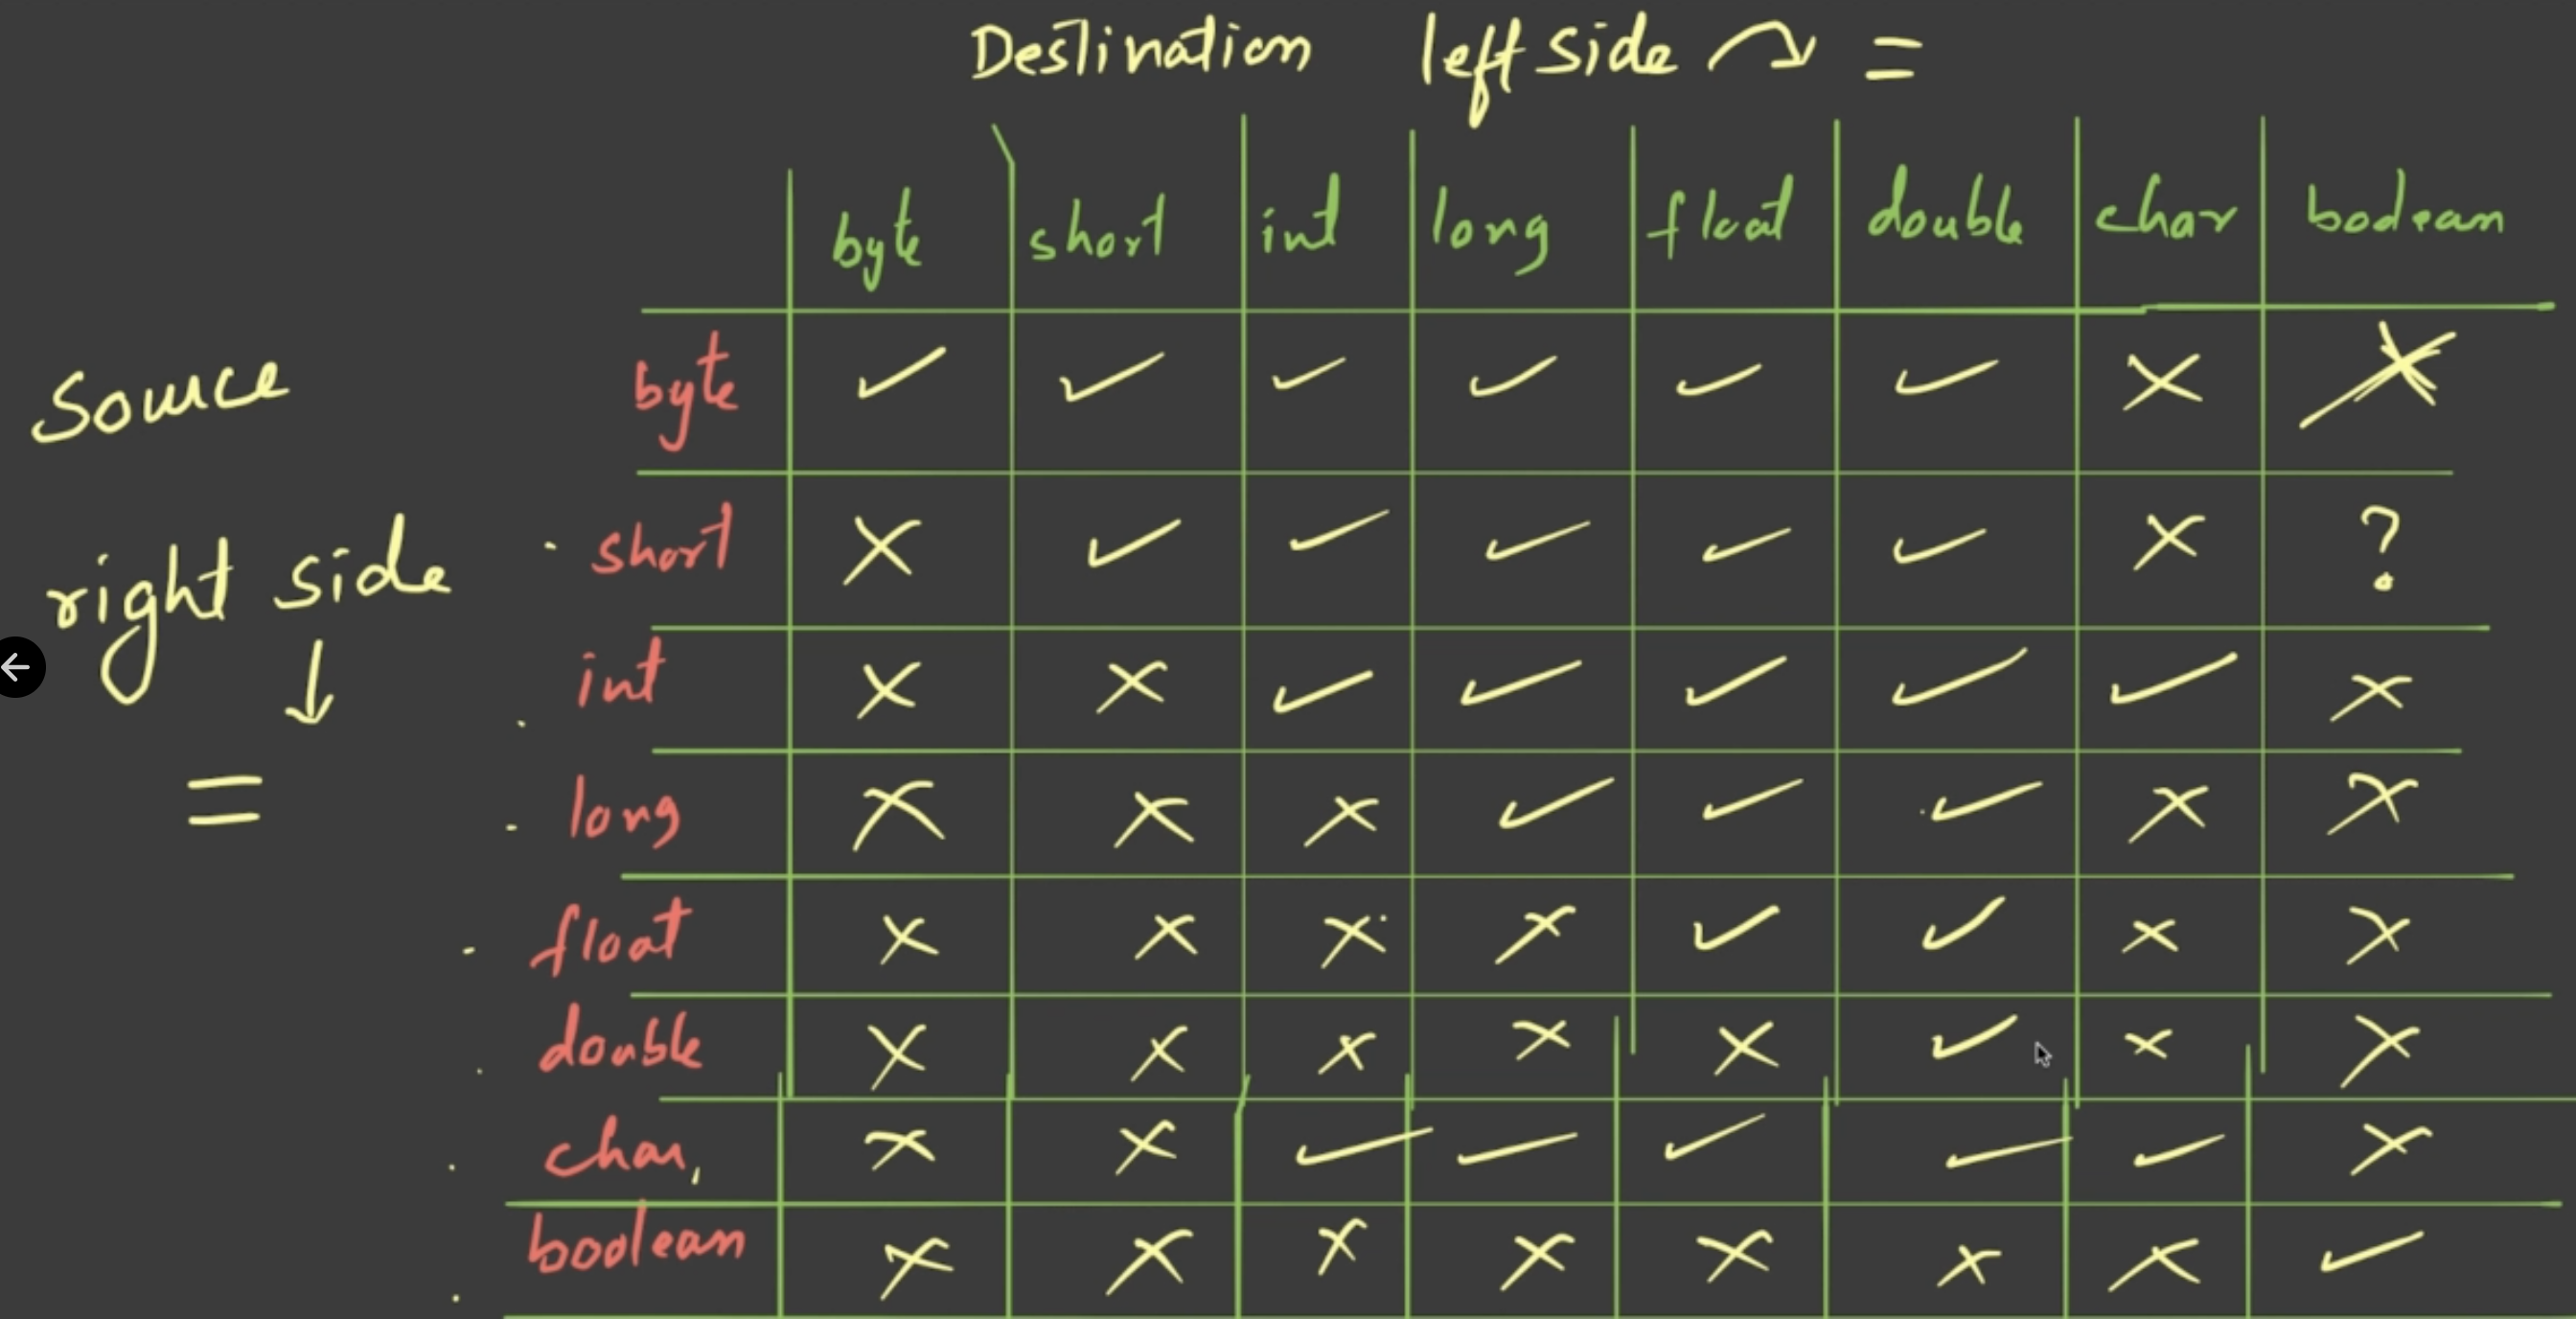 Destination left side =
byte short int long float double char boolean
Source
right side
=
byte ✓ ✓ ✓ ✓ ✓ ✓ X X
short X ✓ ✓ ✓ ✓ ✓ X ?
int X X ✓ ✓ ✓ ✓ ✓ X
long X X X ✓ ✓ ✓ X X
float X X X X ✓ ✓ X X
double X X X X X ✓ X X
char X X ✓ ✓ ✓ ✓ ✓ X
boolean X X X X X X X ✓